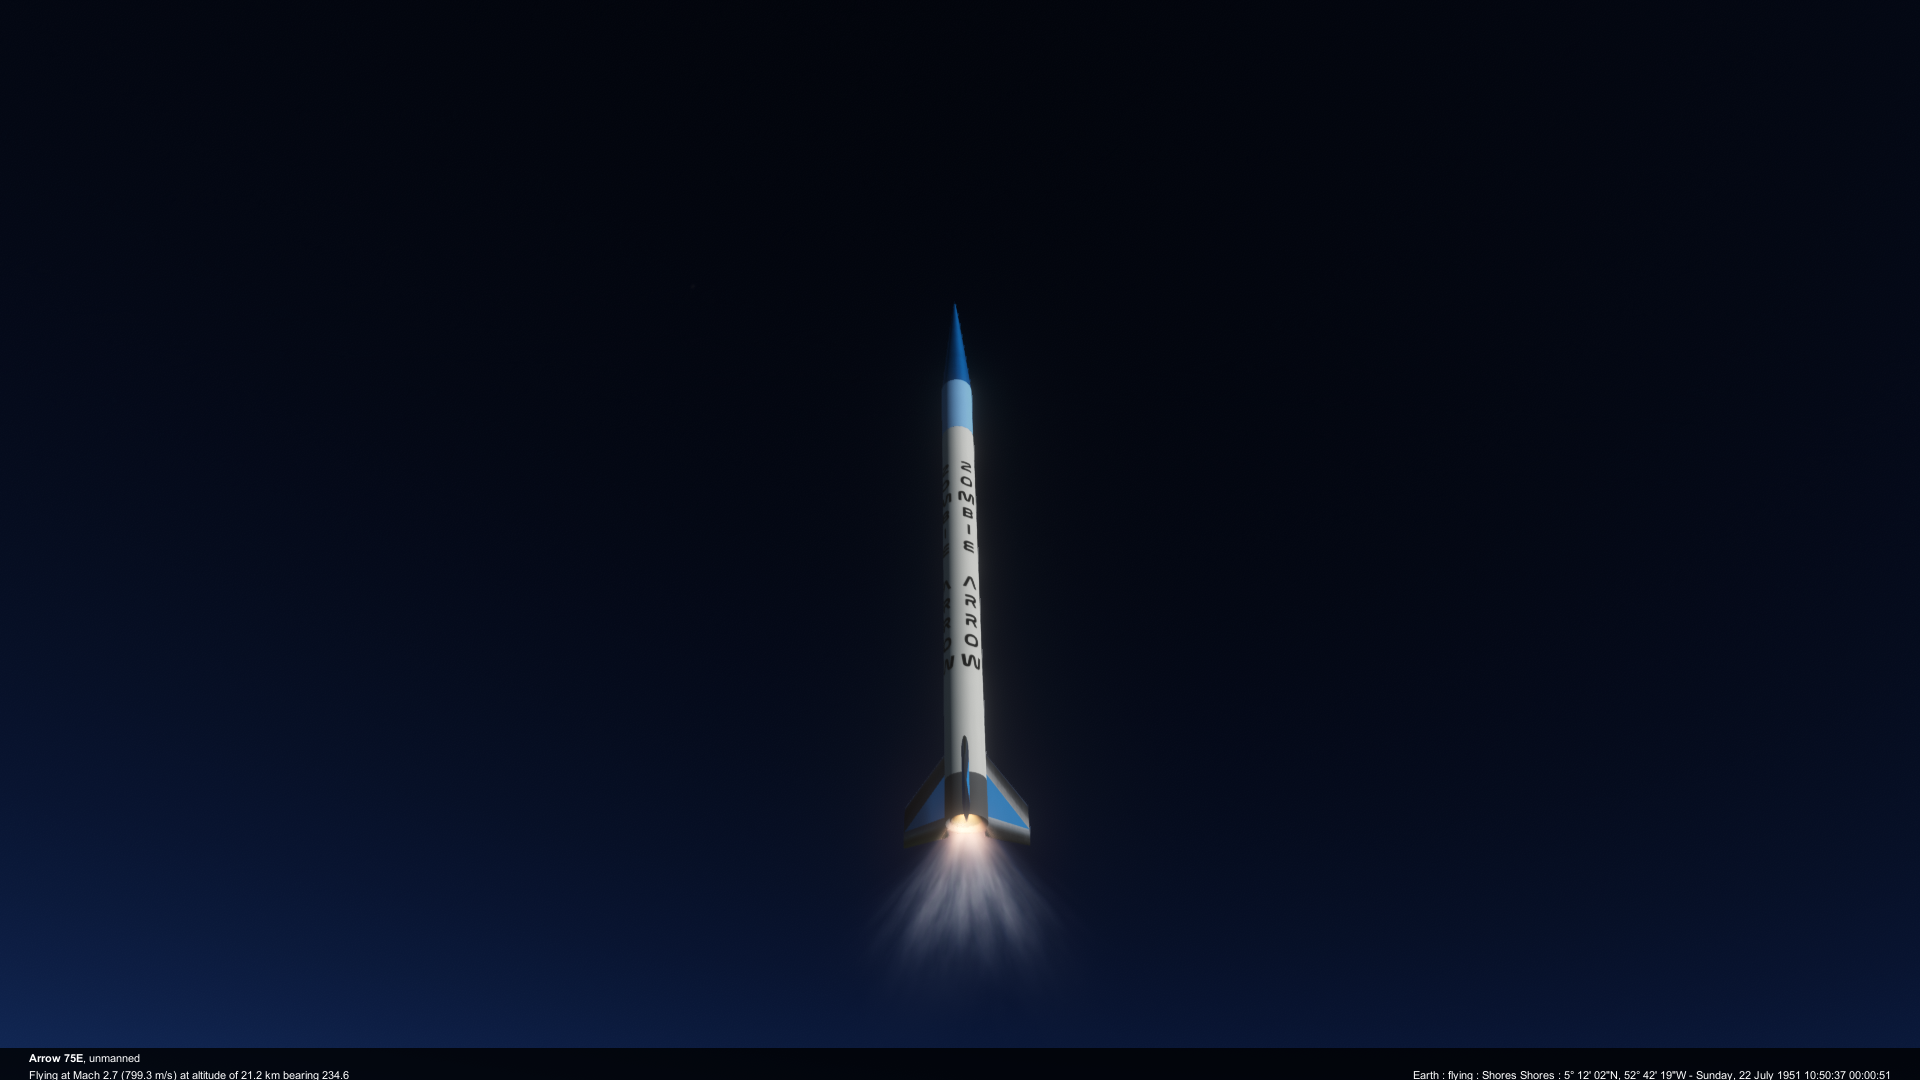 ZOMBIE ARROW
Arrow 75E, unmanned
Flying at Mach 2.7 (799.3 m/s) at altitude of 21.2 km bearing 234.6
Earth : flying : Shores Shores : 5° 12' 02"N, 52° 42' 19"W - Sunday, 22 July 1951 10:50:37 00:00:51